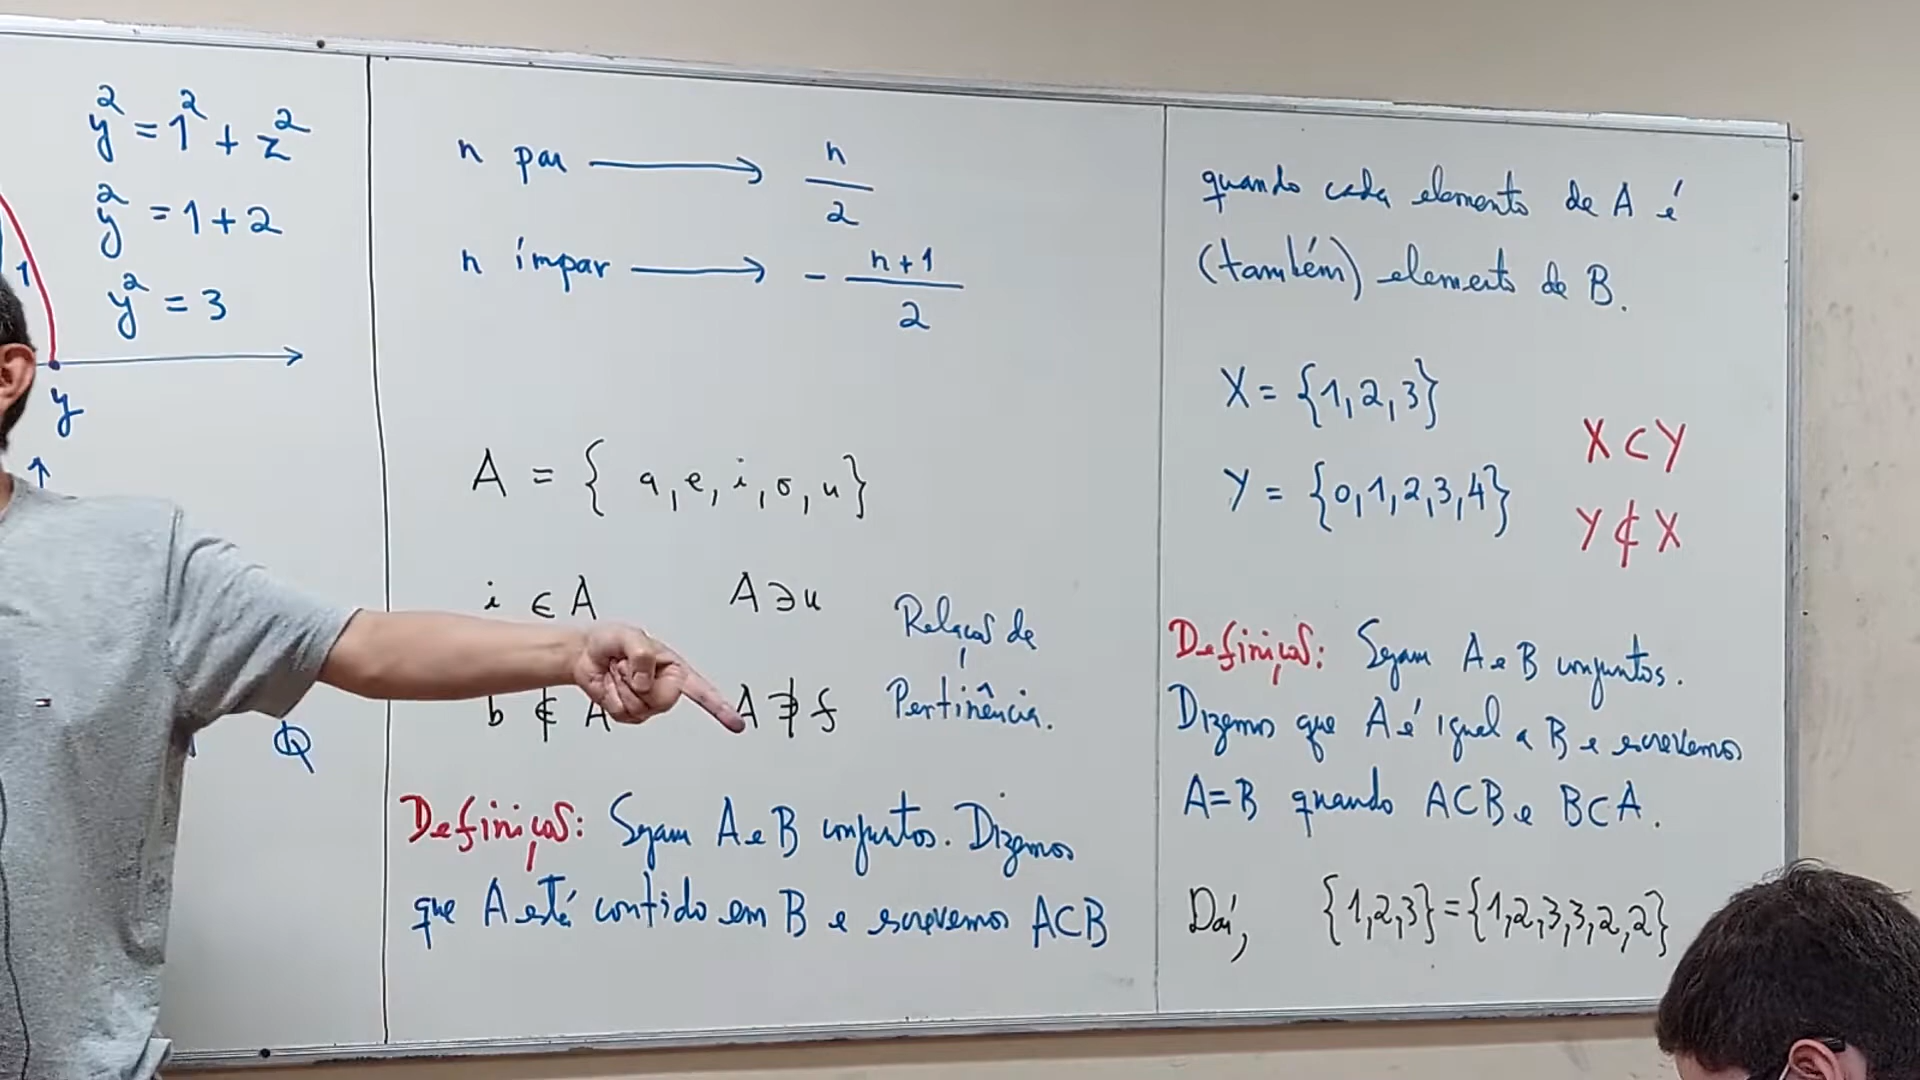 y² = 1² + z²
y² = 1 + 2
y² = 3
1
y
Q
n par ⟶ n/2
n ímpar ⟶ - (n+1)/2
A = { a, e, i, o, u }
i ∈ A    A ∋ u
b ∉ A    A ∌ f
Relação de
Pertinência.
Definição: Sejam A e B conjuntos. Dizemos
que A está contido em B e escrevemos A⊂B
quando cada elemento de A é
(também) elemento de B.
X = {1,2,3}
Y = {0,1,2,3,4}
X ⊂ Y
Y ⊄ X
Definição: Sejam A e B conjuntos.
Dizemos que A é igual a B e escrevemos
A=B quando A⊂B e B⊂A.
Daí, {1,2,3}={1,2,3,3,2,2}